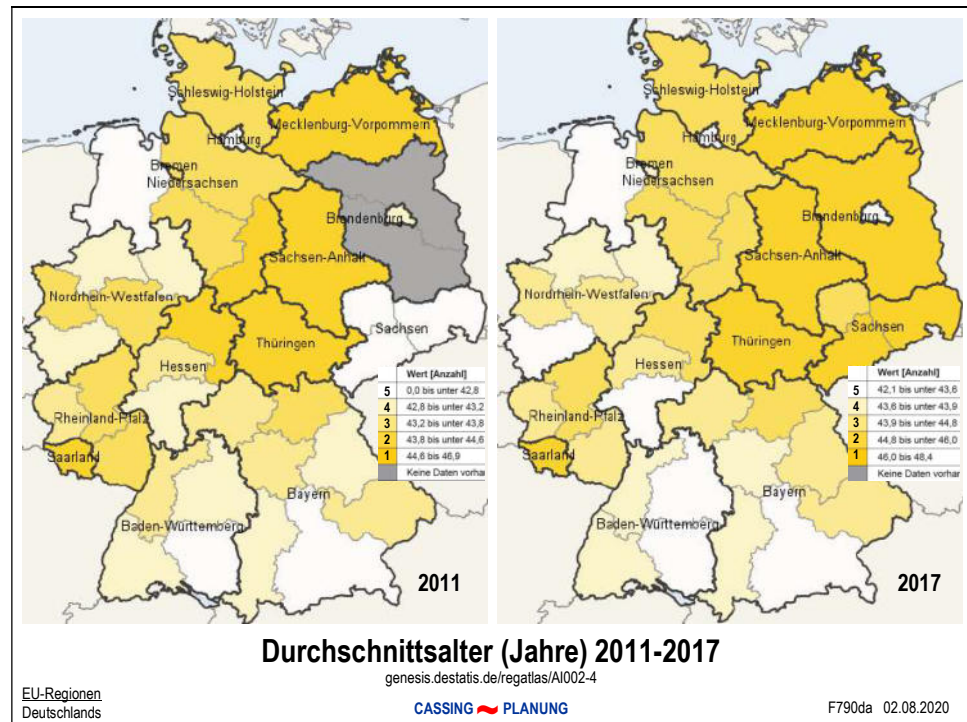 Schleswig-Holstein
Mecklenburg-Vorpommern
Hamburg
Bremen
Niedersachsen
Brandenburg
Sachsen-Anhalt
Nordrhein-Westfalen
Sachsen
Thüringen
Hessen
Rheinland-Pfalz
Saarland
Bayern
Baden-Württemberg
Wert [Anzahl]
5 0,0 bis unter 42,8
4 42,8 bis unter 43,2
3 43,2 bis unter 43,8
2 43,8 bis unter 44,6
1 44,6 bis 46,9
Keine Daten vorha
2011
Schleswig-Holstein
Mecklenburg-Vorpommern
Hamburg
Bremen
Niedersachsen
Brandenburg
Sachsen-Anhalt
Nordrhein-Westfalen
Sachsen
Thüringen
Hessen
Rheinland-Pfalz
Saarland
Bayern
Baden-Württemberg
Wert [Anzahl]
5 42,1 bis unter 43,6
4 43,6 bis unter 43,9
3 43,9 bis unter 44,8
2 44,8 bis unter 46,0
1 46,0 bis 48,4
Keine Daten vorhar
2017
Durchschnittsalter (Jahre) 2011-2017
genesis.destatis.de/regatlas/AI002-4
EU-Regionen
Deutschlands
CASSING PLANUNG
F790da 02.08.2020